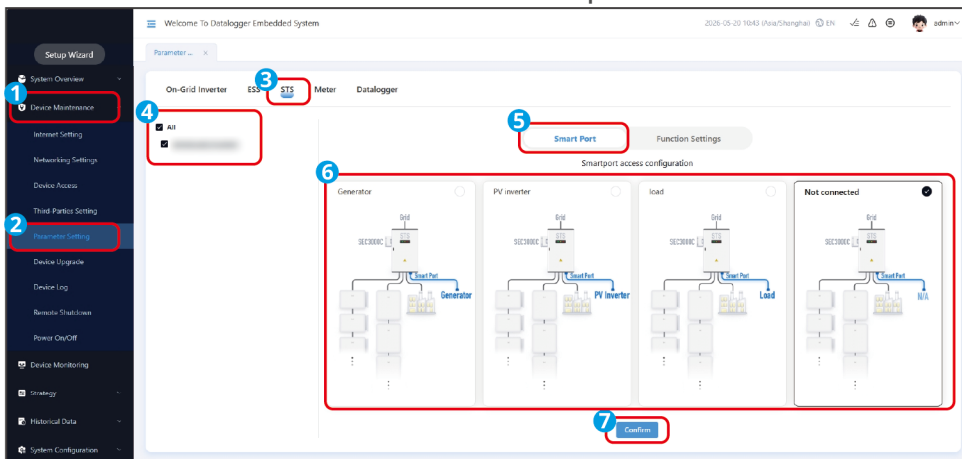 Welcome To Datalogger Embedded System
2026-05-20 10:43 (Asia/Shanghai) EN admin
Setup Wizard
Parameter ... ×
System Overview
On-Grid Inverter ESS STS Meter Datalogger
3
1
Device Maintenance
4
All
5
Smart Port Function Settings
Internet Setting
Smartport access configuration
Networking Settings
6
Generator PV inverter load Not connected
Device Access
Third-Parties Setting
Grid Grid Grid Grid
2
Parameter Setting
STS STS STS STS
SEC3000C SEC3000C SEC3000C SEC3000C
Device Upgrade
Smart Port Smart Port Smart Port Smart Port
Device Log
Generator PV Inverter Load N/A
Remote Shutdown
Power On/Off
Device Monitoring
Strategy
7
Confirm
Historical Data
System Configuration